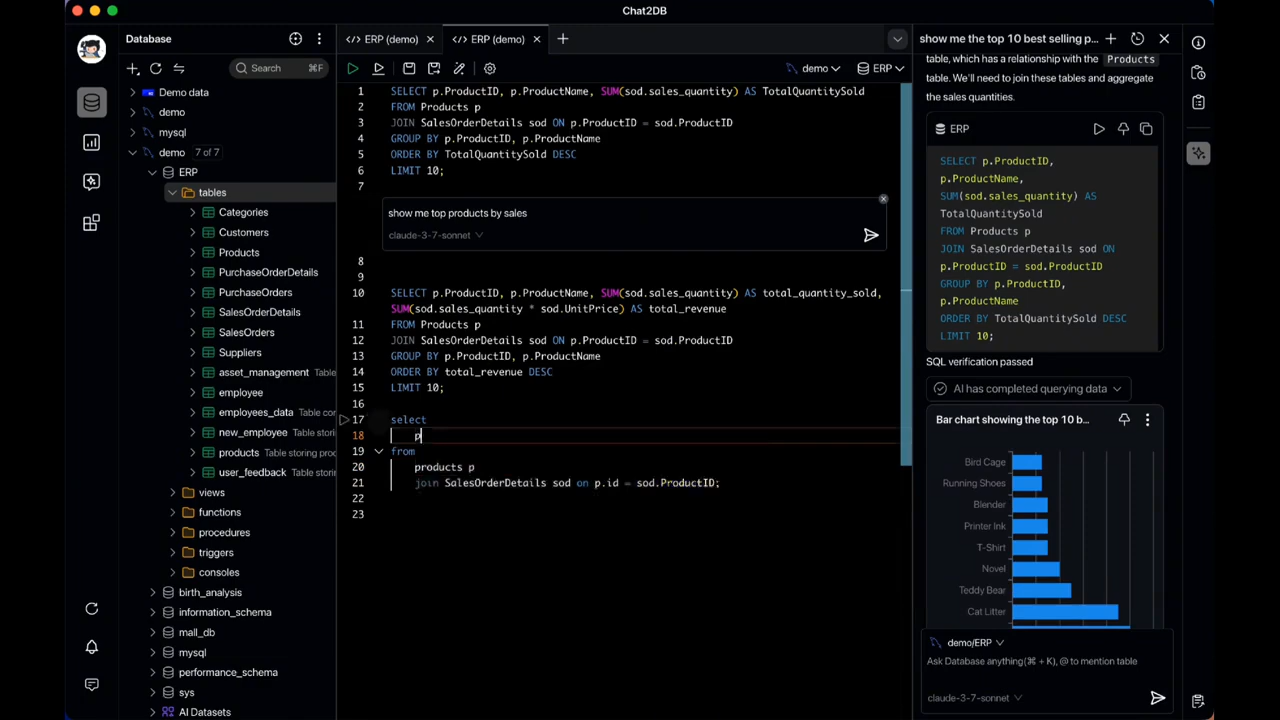 Chat2DB
Database
Search ⌘F
Demo data
demo
mysql
demo 7 of 7
ERP
tables
Categories
Customers
Products
PurchaseOrderDetails
PurchaseOrders
SalesOrderDetails
SalesOrders
Suppliers
asset_management Table
employee
employees_data Table co
new_employee Table stori
products Table storing pro
user_feedback Table stori
views
functions
procedures
triggers
consoles
birth_analysis
information_schema
mall_db
mysql
performance_schema
sys
AI Datasets
ERP (demo)
ERP (demo)
demo
ERP
1 SELECT p.ProductID, p.ProductName, SUM(sod.sales_quantity) AS TotalQuantitySold
2 FROM Products p
3 JOIN SalesOrderDetails sod ON p.ProductID = sod.ProductID
4 GROUP BY p.ProductID, p.ProductName
5 ORDER BY TotalQuantitySold DESC
6 LIMIT 10;
7
show me top products by sales
claude-3-7-sonnet
8
9
10 SELECT p.ProductID, p.ProductName, SUM(sod.sales_quantity) AS total_quantity_sold,
SUM(sod.sales_quantity * sod.UnitPrice) AS total_revenue
11 FROM Products p
12 JOIN SalesOrderDetails sod ON p.ProductID = sod.ProductID
13 GROUP BY p.ProductID, p.ProductName
14 ORDER BY total_revenue DESC
15 LIMIT 10;
16
17 select
18 p
19 from
20 products p
21 join SalesOrderDetails sod on p.id = sod.ProductID;
22
23
show me the top 10 best selling p...
table, which has a relationship with the Products
table. We'll need to join these tables and aggregate
the sales quantities.
ERP
SELECT p.ProductID,
p.ProductName,
SUM(sod.sales_quantity) AS
TotalQuantitySold
FROM Products p
JOIN SalesOrderDetails sod ON
p.ProductID = sod.ProductID
GROUP BY p.ProductID,
p.ProductName
ORDER BY TotalQuantitySold DESC
LIMIT 10;
SQL verification passed
AI has completed querying data
Bar chart showing the top 10 b...
Bird Cage
Running Shoes
Blender
Printer Ink
T-Shirt
Novel
Teddy Bear
Cat Litter
demo/ERP
Ask Database anything(⌘ + K), @ to mention table
claude-3-7-sonnet